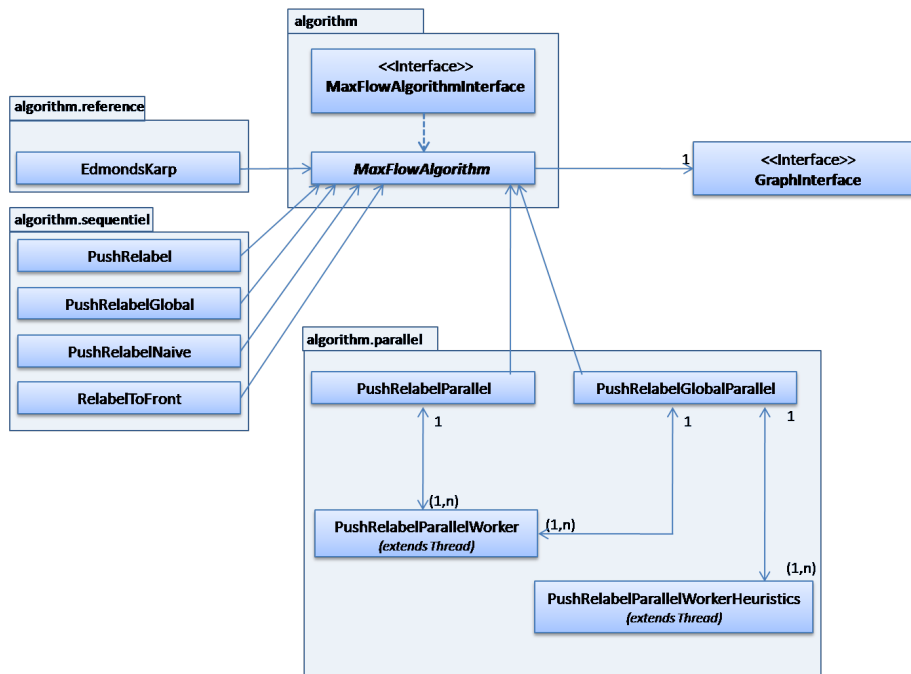 algorithm
<<Interface>>
MaxFlowAlgorithmInterface
algorithm.reference
EdmondsKarp
MaxFlowAlgorithm
1
<<Interface>>
GraphInterface
algorithm.sequentiel
PushRelabel
PushRelabelGlobal
PushRelabelNaive
RelabelToFront
algorithm.parallel
PushRelabelParallel
PushRelabelGlobalParallel
1
1
1
(1,n)
PushRelabelParallelWorker
(extends Thread)
(1,n)
(1,n)
PushRelabelParallelWorkerHeuristics
(extends Thread)